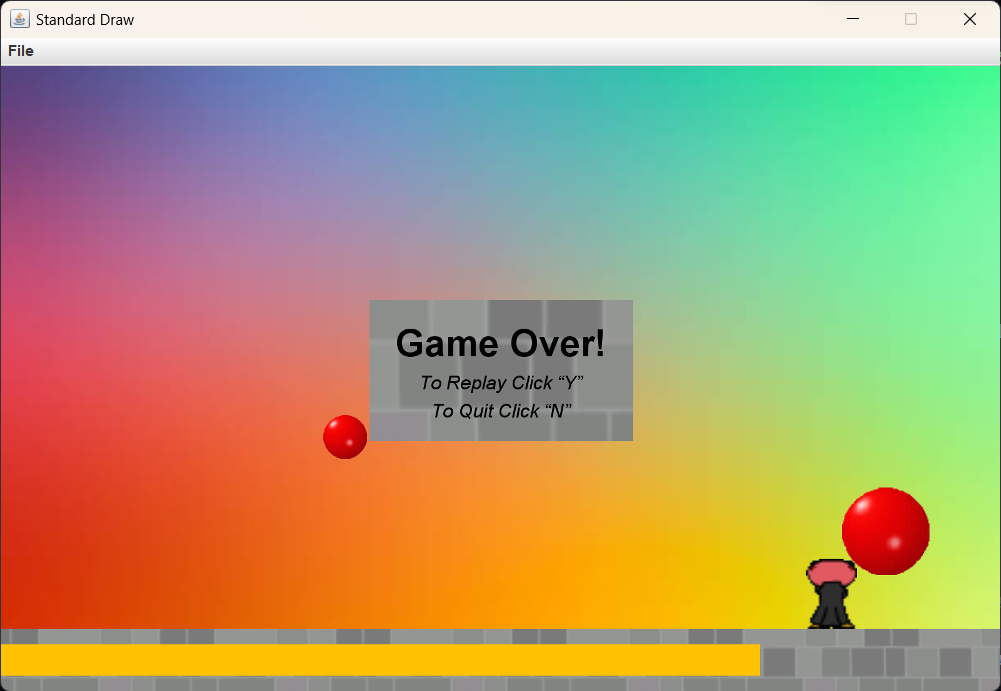 Standard Draw
File
Game Over!
To Replay Click “Y”
To Quit Click “N”